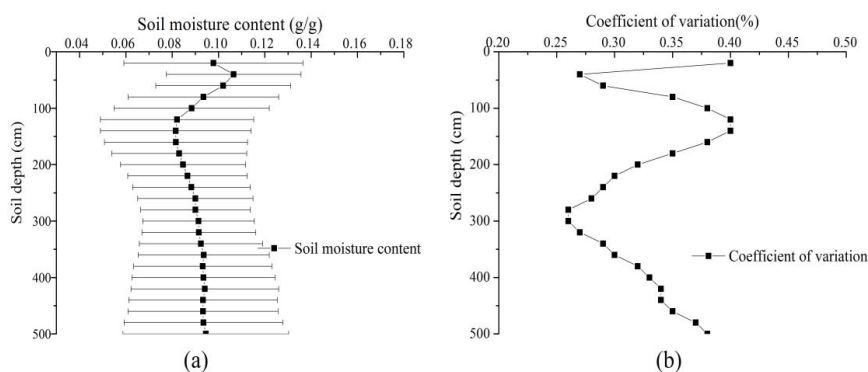 Soil moisture content (g/g)
0.04 0.06 0.08 0.10 0.12 0.14 0.16 0.18
0
100
200
300
400
500
Soil depth (cm)
Soil moisture content
(a)
Coefficient of variation(%)
0.20 0.25 0.30 0.35 0.40 0.45 0.50
0
100
200
300
400
500
Soil depth (cm)
Coefficient of variation
(b)